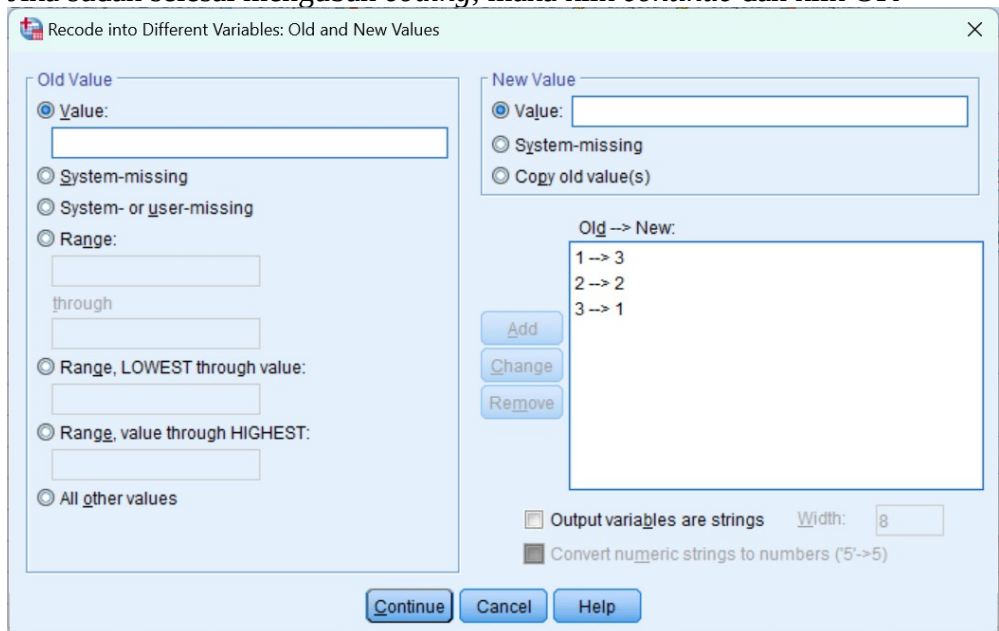 Recode into Different Variables: Old and New Values
Old Value
Value:
System-missing
System- or user-missing
Range:
through
Range, LOWEST through value:
Range, value through HIGHEST:
All other values
New Value
Value:
System-missing
Copy old value(s)
Old --> New:
1 --> 3
2 --> 2
3 --> 1
Add
Change
Remove
Output variables are strings Width: 8
Convert numeric strings to numbers ('5'->5)
Continue Cancel Help